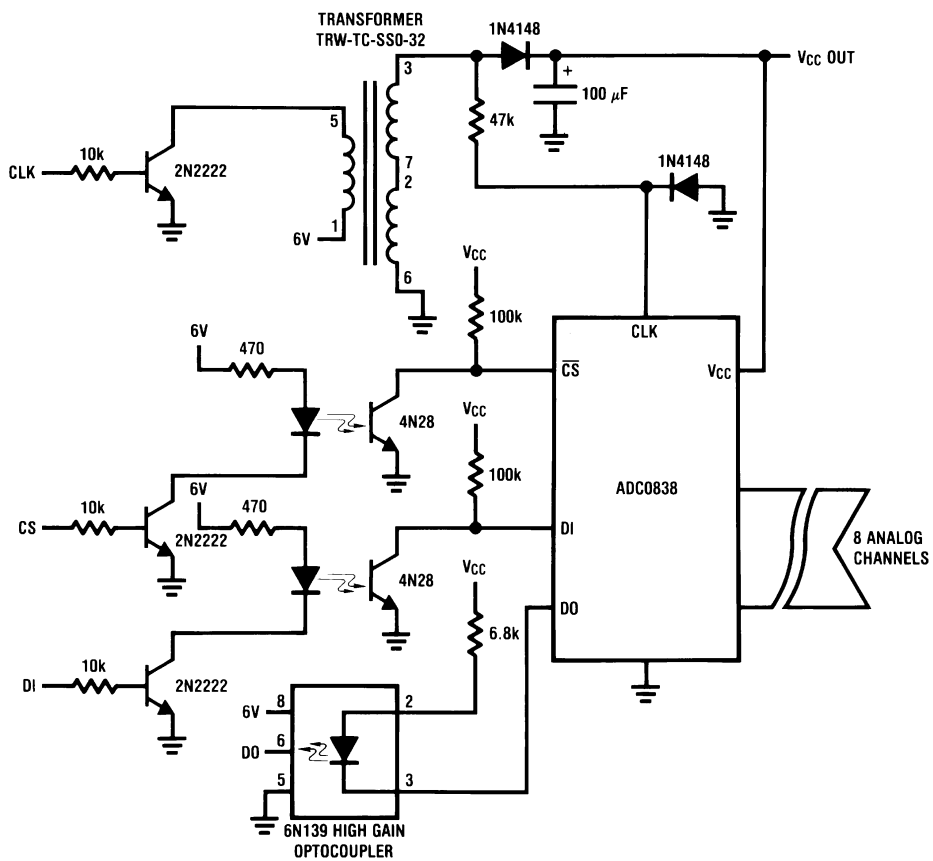 TRANSFORMER
TRW-TC-SS0-32
1N4148
3
VCC OUT
+
100 µF
5
47k
10k
CLK
2N2222
7
2
1N4148
1
6V
6
VCC
100k
CLK
6V
470
CS
VCC
4N28
VCC
100k
ADC0838
6V
10k
470
CS
2N2222
DI
8 ANALOG
CHANNELS
4N28
VCC
DO
6.8k
10k
DI
2N2222
8
2
6V
6
DO
5
3
6N139 HIGH GAIN
OPTOCOUPLER